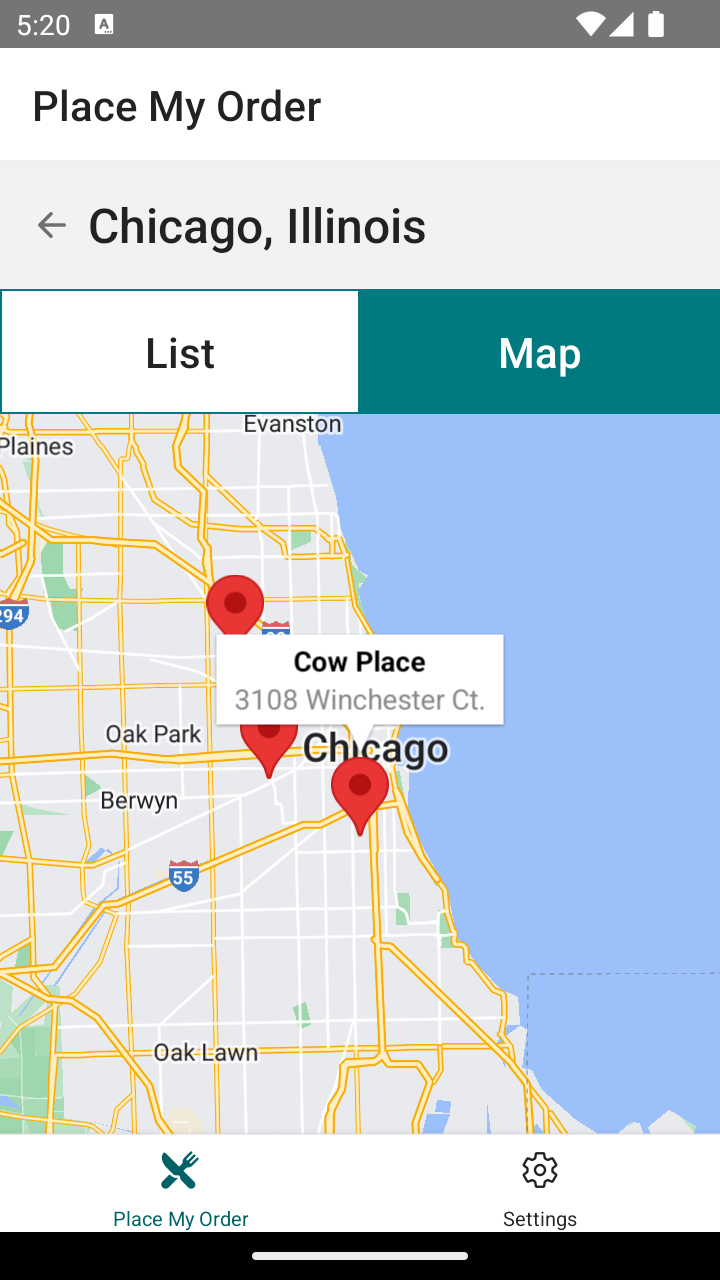 5:20
A
Place My Order
Chicago, Illinois
List
Map
Evanston
Plaines
294
Cow Place
3108 Winchester Ct.
Oak Park
Chicago
Berwyn
55
Oak Lawn
Place My Order
Settings